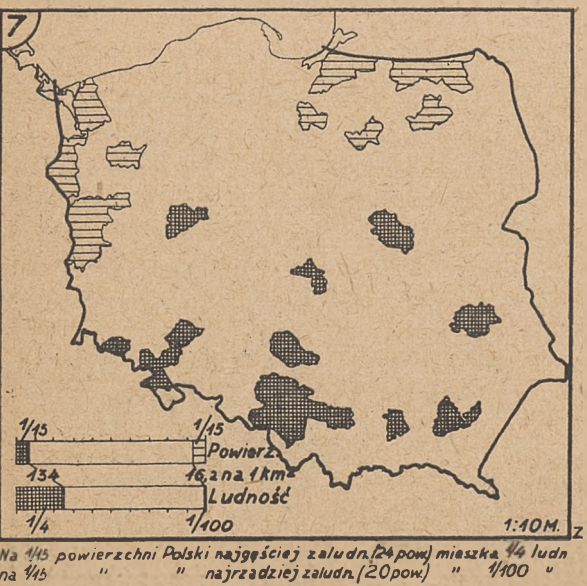 7
1/15 1/15
Powierz.
134 16,2 na 1 km²
Ludność
1/4 1/100
1:10 M.
Z
Na 1/15 powierzchni Polski najgęściej zaludn. (24 pow.) mieszka 1/4 ludn
na 1/15 " " najrzadziej zaludn. (20 pow.) " 1/100 "